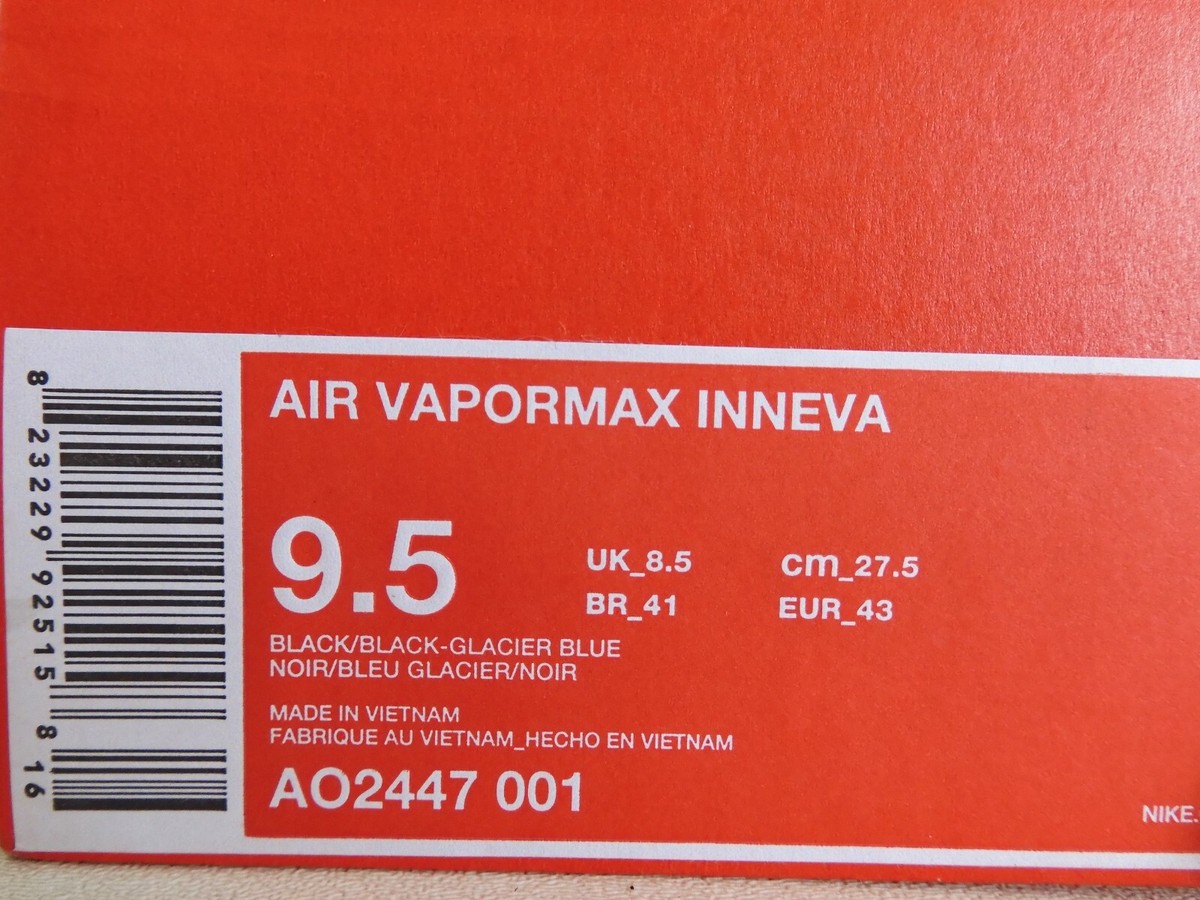 AIR VAPORMAX INNEVA
9.5
UK_8.5 cm_27.5
BR_41 EUR_43
BLACK/BLACK-GLACIER BLUE
NOIR/BLEU GLACIER/NOIR
MADE IN VIETNAM
FABRIQUE AU VIETNAM_HECHO EN VIETNAM
AO2447 001
NIKE.
8 23229 92515 8 16